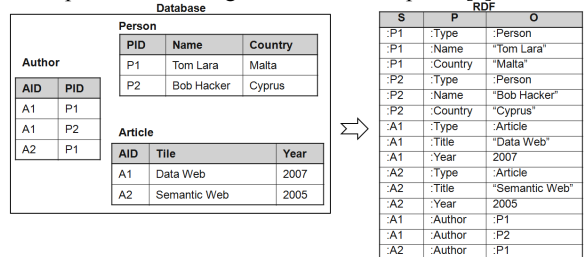 Database
Person
PID Name Country
P1 Tom Lara Malta
P2 Bob Hacker Cyprus
Author
AID PID
A1 P1
A1 P2
A2 P1
Article
AID Tile Year
A1 Data Web 2007
A2 Semantic Web 2005
RDF
S P O
:P1 :Type :Person
:P1 :Name “Tom Lara”
:P1 :Country “Malta”
:P2 :Type :Person
:P2 :Name “Bob Hacker”
:P2 :Country “Cyprus”
:A1 :Type :Article
:A1 :Title “Data Web”
:A1 :Year 2007
:A2 :Type :Article
:A2 :Title “Semantic Web”
:A2 :Year 2005
:A1 :Author :P1
:A1 :Author :P2
:A2 :Author :P1